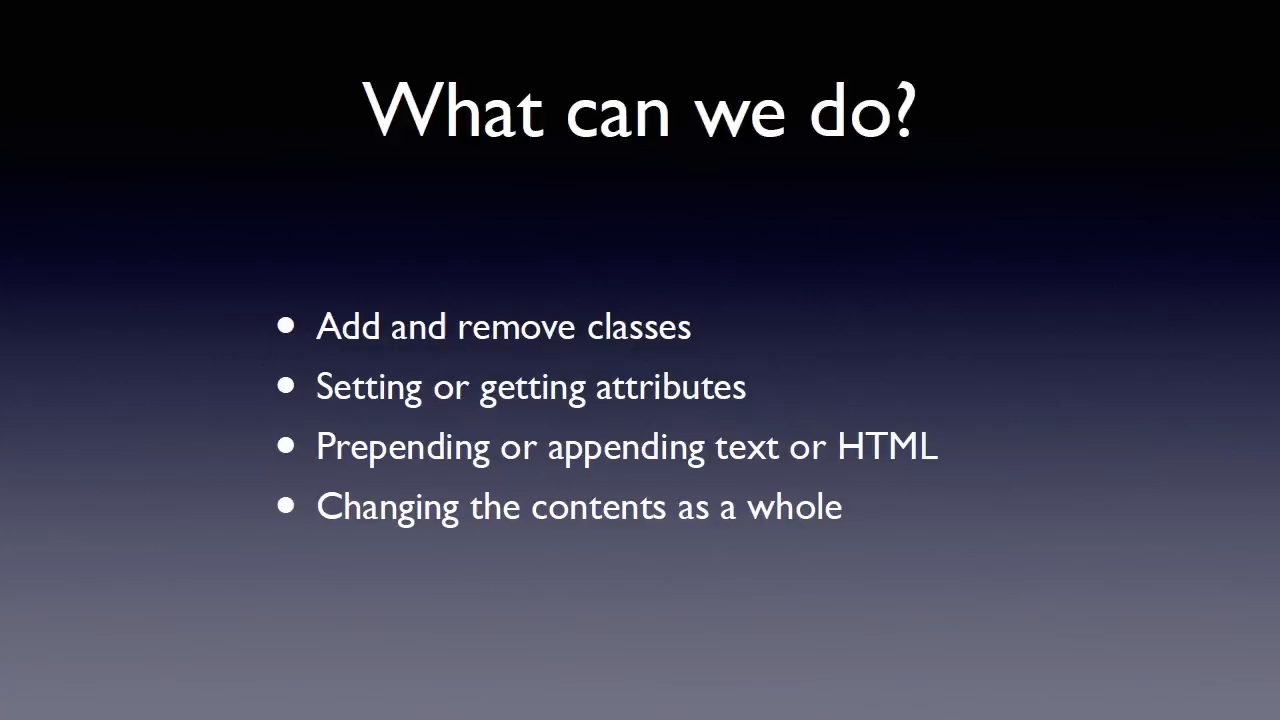 What can we do?
• Add and remove classes
• Setting or getting attributes
• Prepending or appending text or HTML
• Changing the contents as a whole